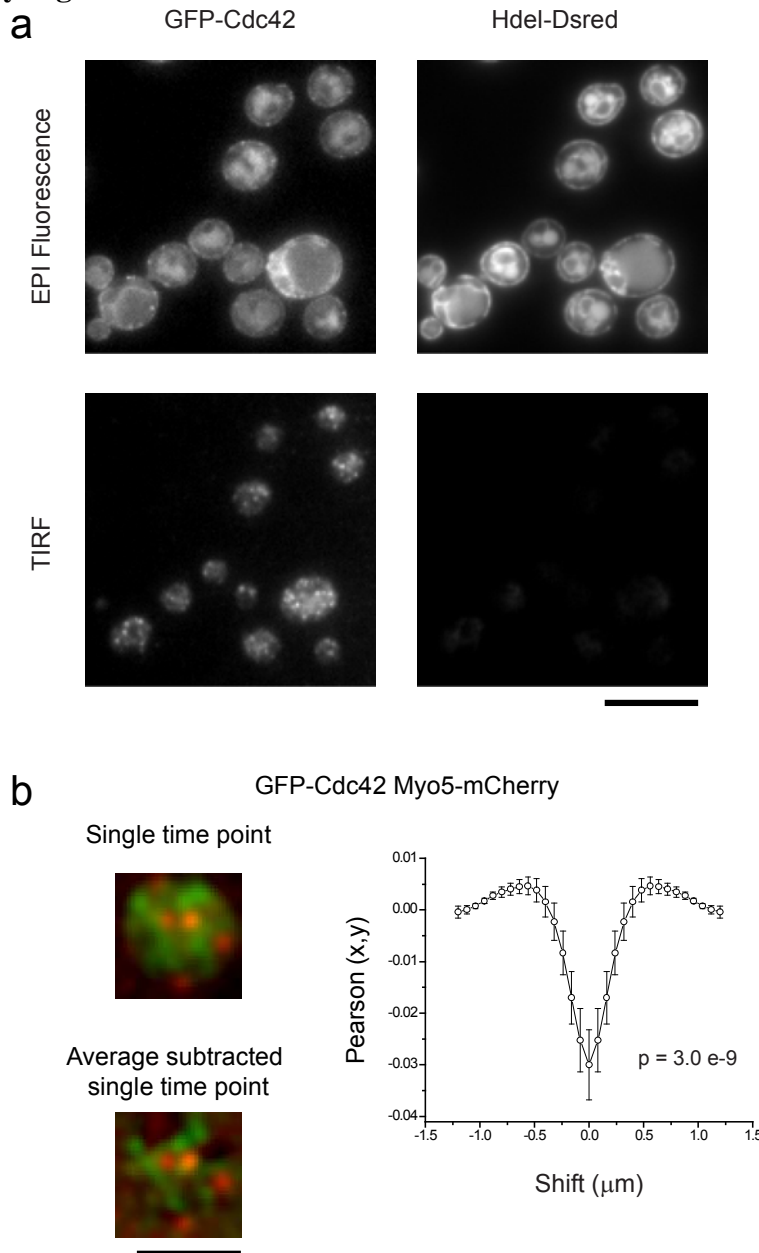 a
GFP-Cdc42
Hdel-Dsred
EPI Fluorescence
TIRF
b
GFP-Cdc42 Myo5-mCherry
Single time point
Average subtracted
single time point
Pearson (x,y)
0.01
0.00
-0.01
-0.02
-0.03
-0.04
p = 3.0 e-9
-1.5 -1.0 -0.5 0.0 0.5 1.0 1.5
Shift (μm)